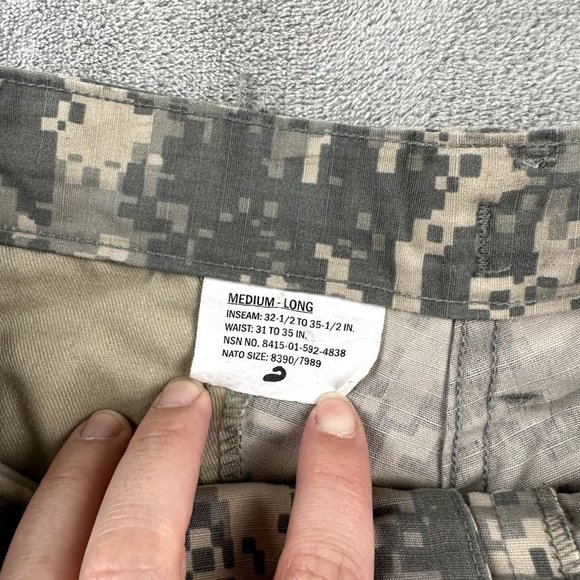 MEDIUM - LONG
INSEAM: 32-1/2 TO 35-1/2 IN.
WAIST: 31 TO 35 IN.
NSN NO. 8415-01-592-4838
NATO SIZE: 8390/7989